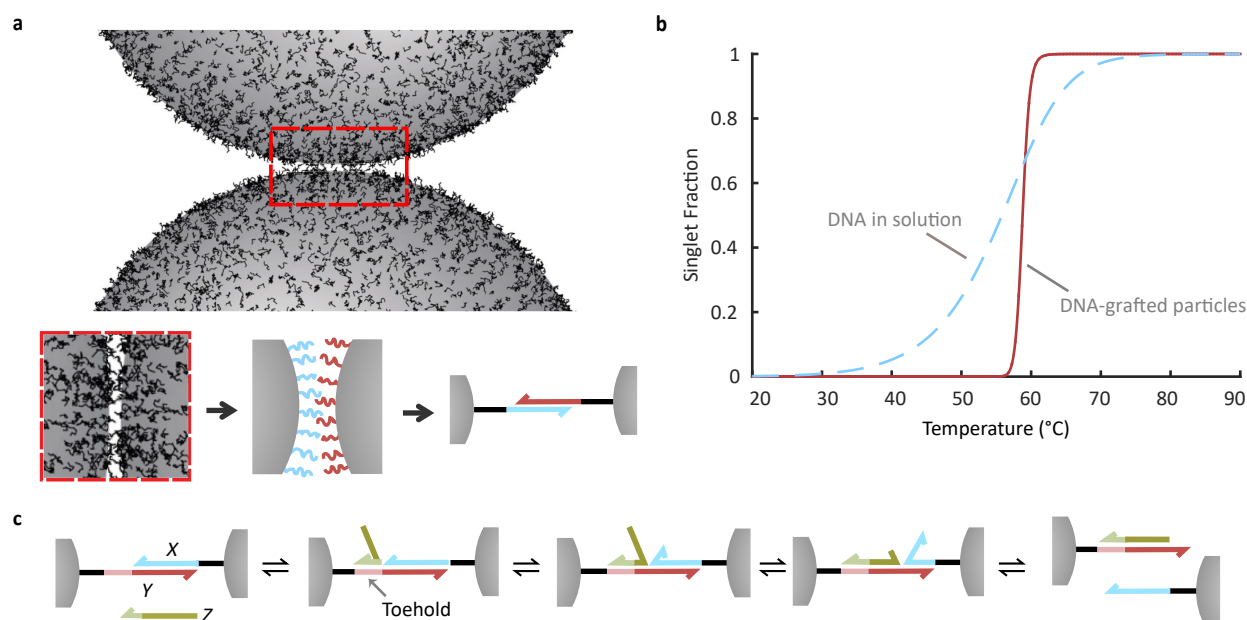 a
b
1
0.8
0.6
0.4
0.2
0
Singlet Fraction
DNA in solution
DNA-grafted particles
20 30 40 50 60 70 80 90
Temperature (°C)
c
X
Y
Z
Toehold